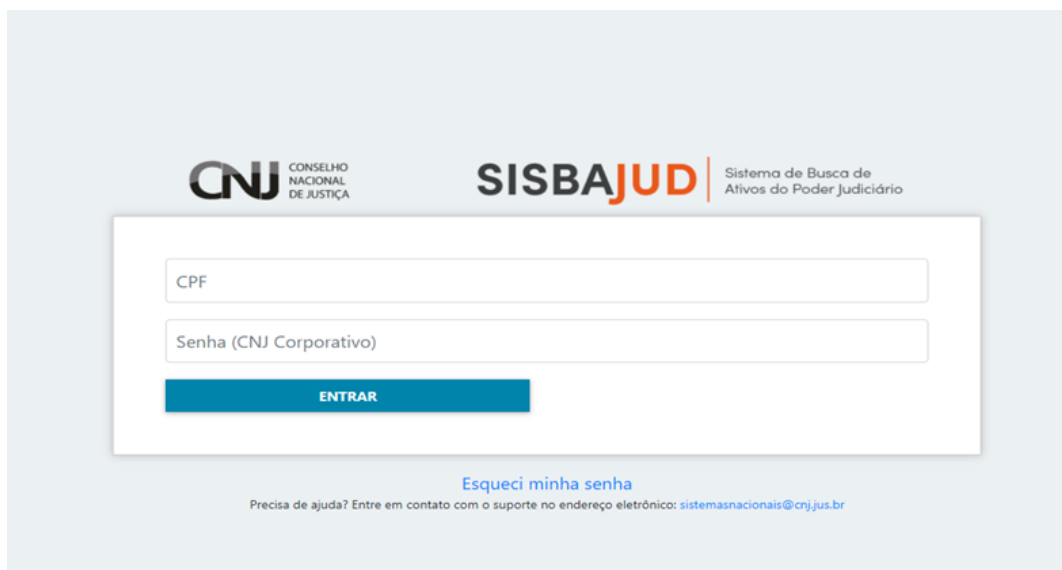 CNJ
CONSELHO
NACIONAL
DE JUSTIÇA
SISBAJUD
Sistema de Busca de
Ativos do Poder Judiciário
CPF
Senha (CNJ Corporativo)
ENTRAR
Esqueci minha senha
Precisa de ajuda? Entre em contato com o suporte no endereço eletrônico: sistemasnacionais@cnj.jus.br